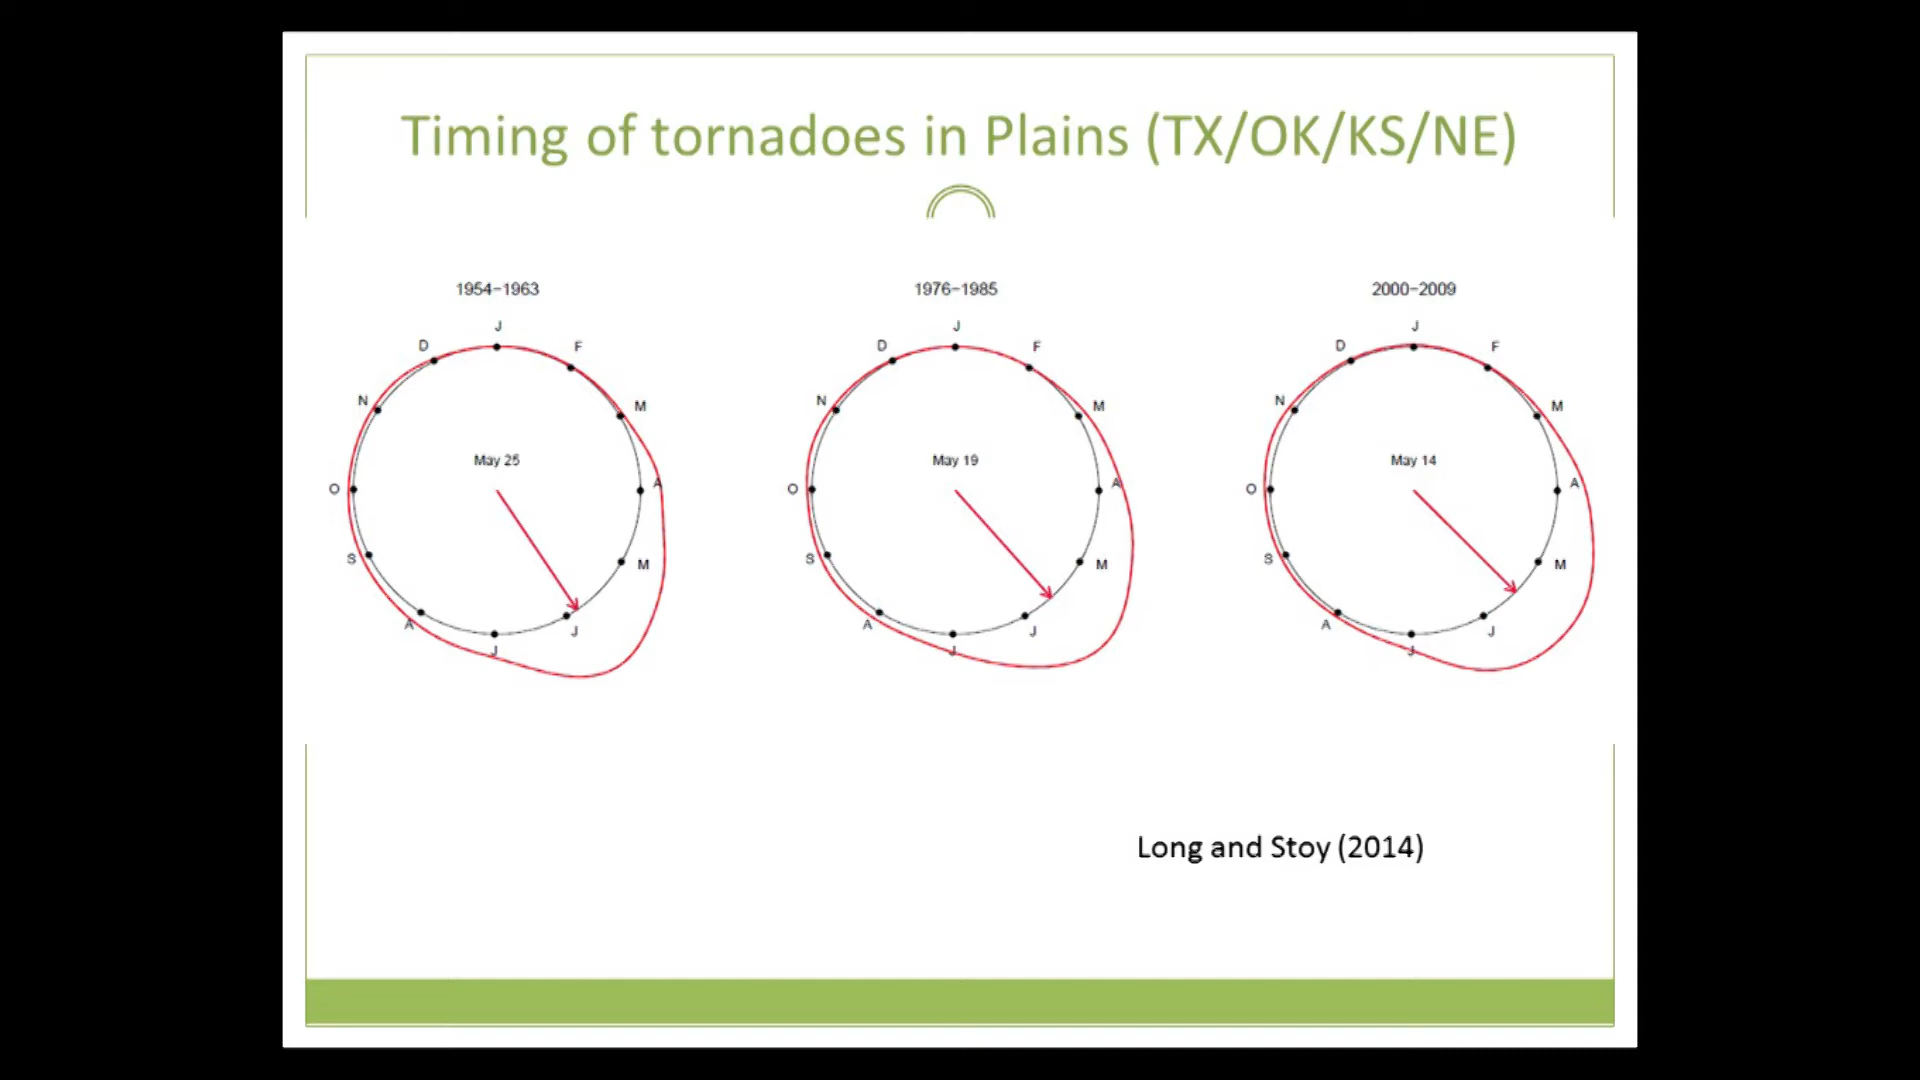 Timing of tornadoes in Plains (TX/OK/KS/NE)
1954−1963
J
D
F
N
M
May 25
O
A
S
M
A
J
J
1976−1985
J
D
F
N
M
May 19
O
A
S
M
A
J
J
2000−2009
J
D
F
N
M
May 14
O
A
S
M
A
J
J
Long and Stoy (2014)